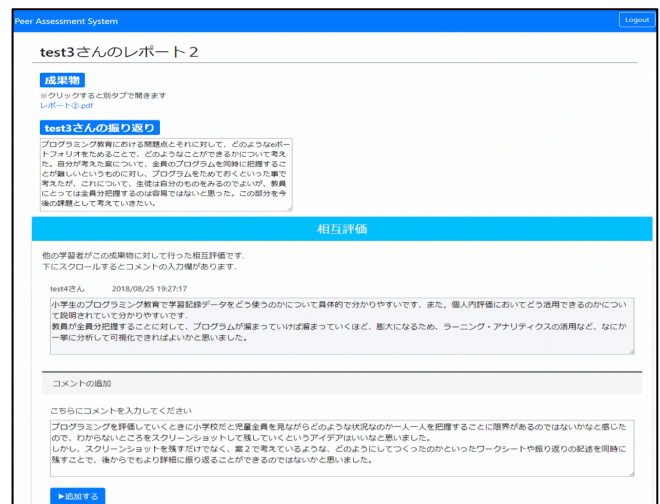 Peer Assessment System
Logout
test3さんのレポート２
成果物
※クリックすると別タブで開きます
レポート②.pdf
test3さんの振り返り
プログラミング教育における問題点とそれに対して、どのようなeポー
トフォリオをためることで、どのようなことができるかについて考え
た。自分が考えた案について、全員のプログラムを同時に把握するこ
とが難しいというものに対し、プログラムをためておくといった事で
考えたが、これについて、生徒は自分のものをみるのでよいが、教員
にとっては全員分把握するのは容易ではないと思った。この部分を今
後の課題として考えていきたい。
相互評価
他の学習者がこの成果物に対して行った相互評価です.
下にスクロールするとコメントの入力欄があります.
test4さん 2018/08/25 19:27:17
小学生のプログラミング教育で学習記録データをどう使うのかについて具体的で分かりやすいです．また，個人内評価においてどう活用できるのかについ
て説明されていて分かりやすいです．
教員が全員分把握することに対して、プログラムが溜まっていけば溜まっていくほど、膨大になるため、ラーニング・アナリティクスの活用など、なにか
一挙に分析して可視化できればよいかと思いました。
コメントの追加
こちらにコメントを入力してください
プログラミングを評価していくときに小学校だと児童全員を見ながらどのような状況なのか一人一人を把握することに限界があるのではないかなと感じた
ので、わからないところをスクリーンショットして残していくというアイデアはいいなと思いました。
しかし、スクリーンショットを残すだけでなく、案２で考えているような、どのようにしてつくったのかといったワークシートや振り返りの記述を同時に
残すことで、後からでもより詳細に振り返ることができるのではないかと思いました。
▶追加する